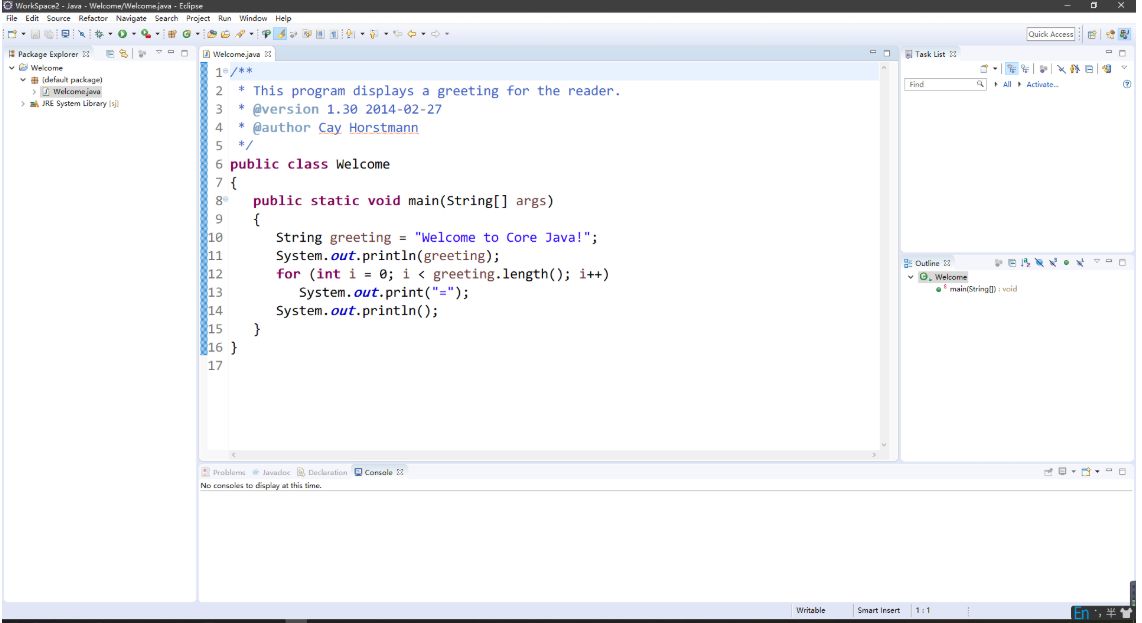 WorkSpace2 - Java - Welcome/Welcome.java - Eclipse
File Edit Source Refactor Navigate Search Project Run Window Help
Quick Access
Package Explorer
Welcome
(default package)
Welcome.java
JRE System Library [sj]
Welcome.java
1 /**
2 * This program displays a greeting for the reader.
3 * @version 1.30 2014-02-27
4 * @author Cay Horstmann
5 */
6 public class Welcome
7 {
8 public static void main(String[] args)
9 {
10 String greeting = "Welcome to Core Java!";
11 System.out.println(greeting);
12 for (int i = 0; i < greeting.length(); i++)
13 System.out.print("=");
14 System.out.println();
15 }
16 }
17
Task List
Find All Activate...
Outline
Welcome
main(String[]) : void
Problems Javadoc Declaration Console
No consoles to display at this time.
Writable Smart Insert 1 : 1
En 半